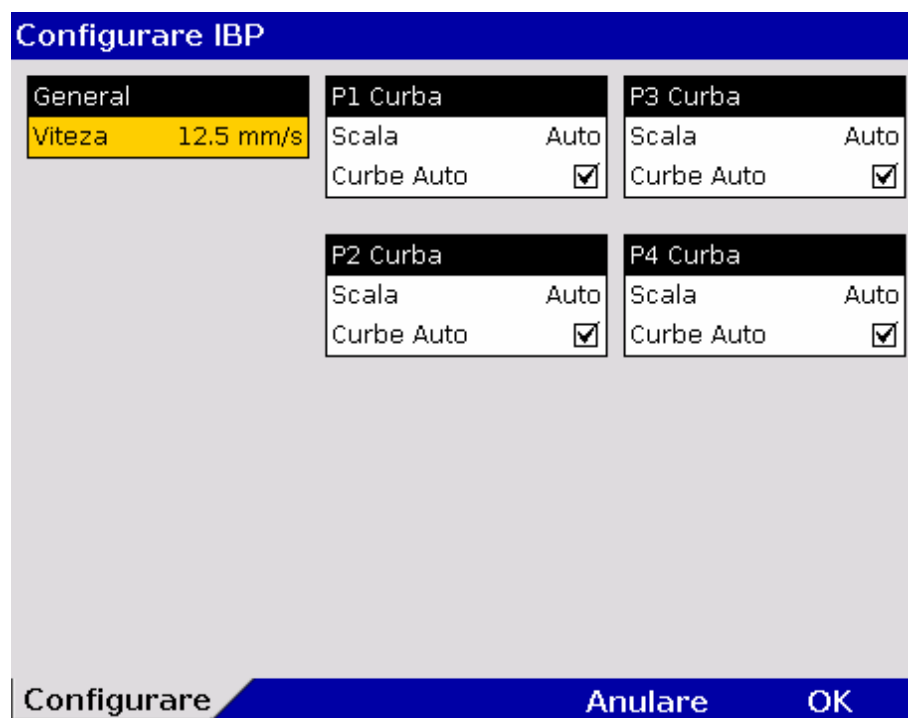 Configurare IBP
General
Viteza 12.5 mm/s
P1 Curba
Scala Auto
Curbe Auto
P3 Curba
Scala Auto
Curbe Auto
P2 Curba
Scala Auto
Curbe Auto
P4 Curba
Scala Auto
Curbe Auto
Configurare Anulare OK